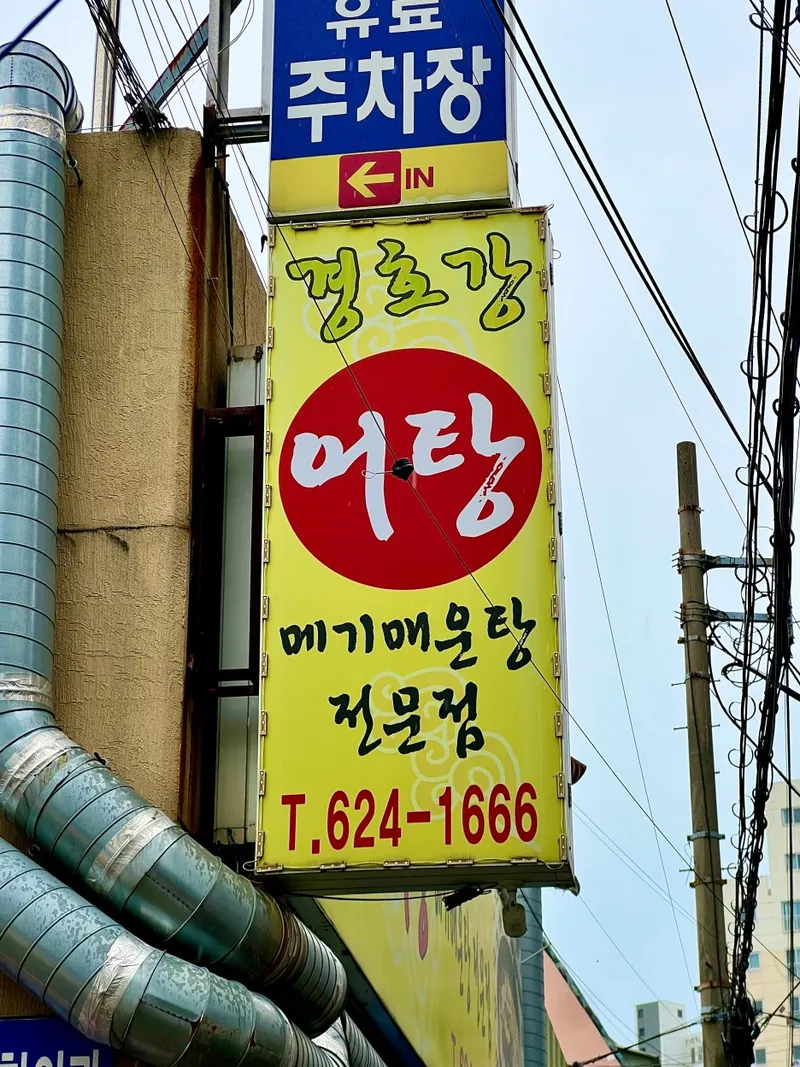 유료
주차장
IN
경호강
어탕
메기매운탕
전문점
T.624-1666